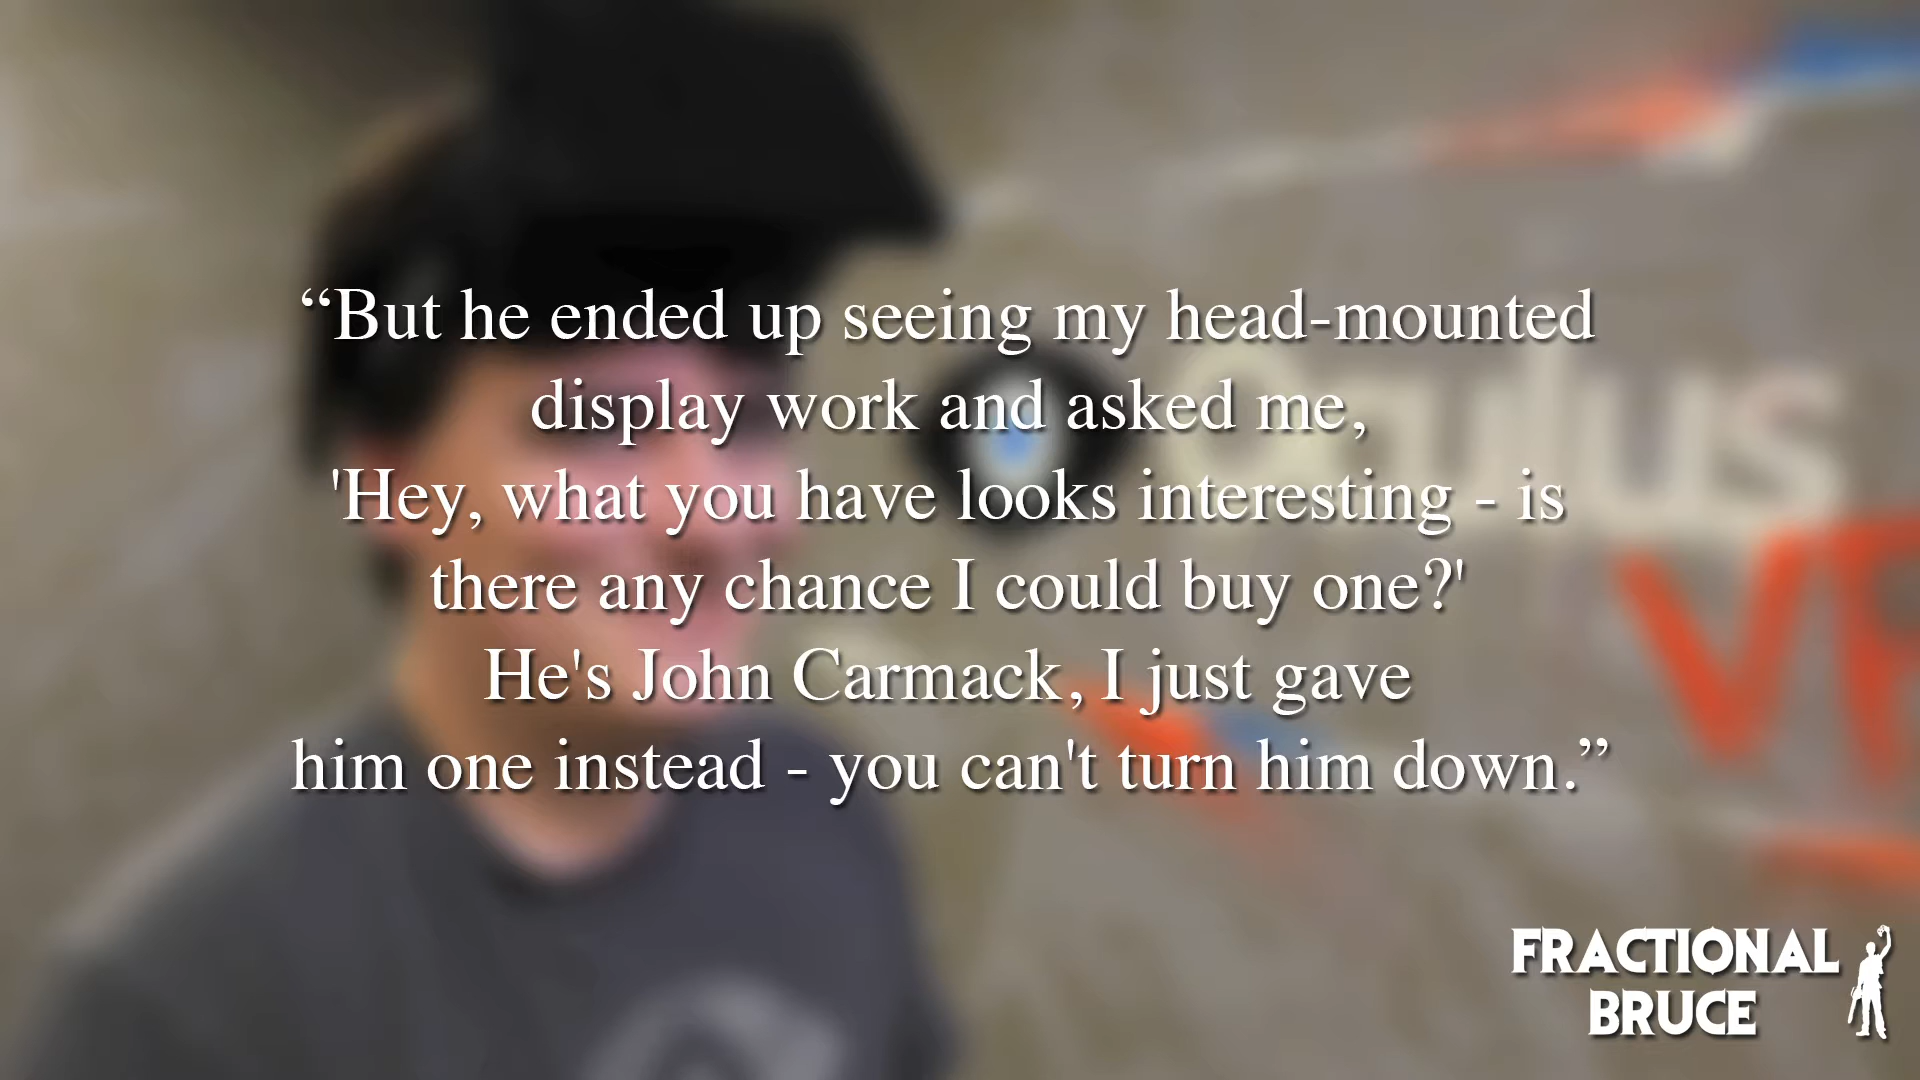 “But he ended up seeing my head-mounted
display work and asked me,
'Hey, what you have looks interesting - is
there any chance I could buy one?'
He's John Carmack, I just gave
him one instead - you can't turn him down.”
Oculus
VR
FRACTIONAL
BRUCE